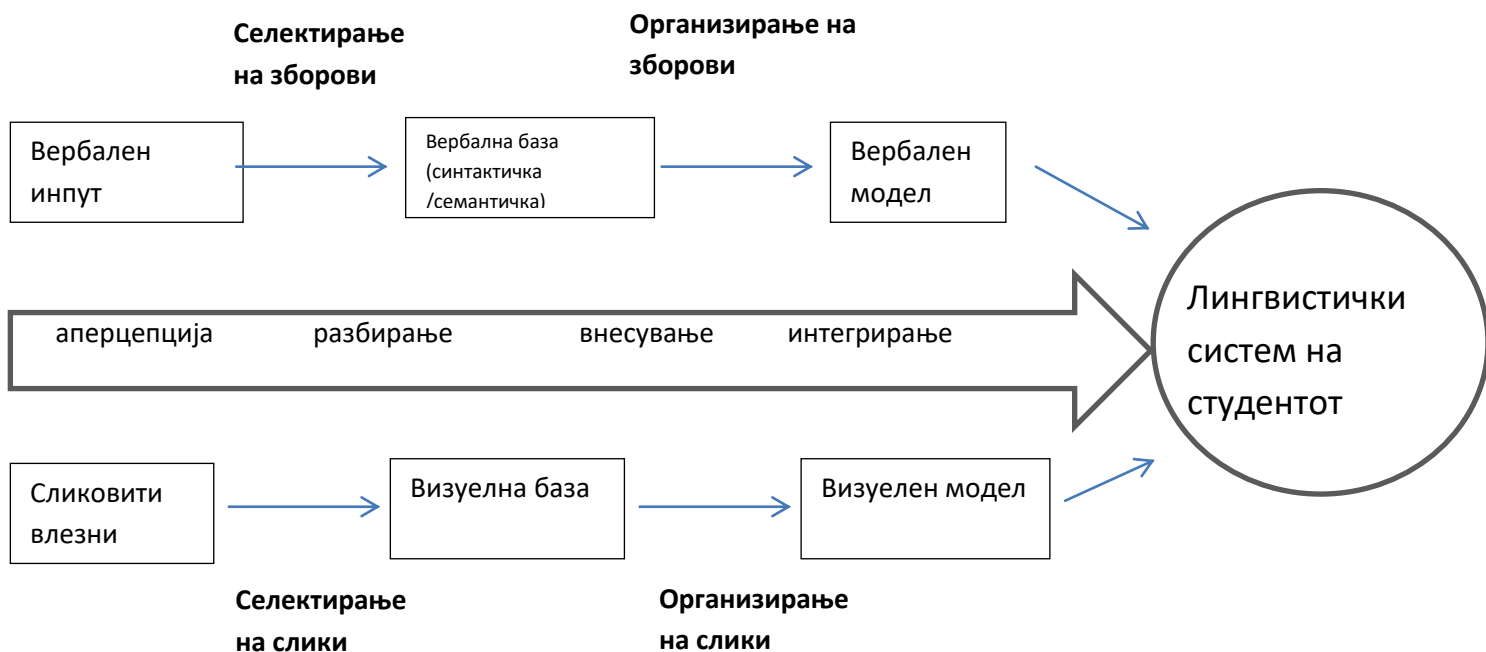 Селектирање
на зборови
Организирање на
зборови
Вербален
инпут
Вербална база
(синтактичка
/семантичка)
Вербален
модел
аперцепција разбирање внесување интегрирање
Лингвистички
систем на
студентот
Сликовити
влезни
Визуелна база
Визуелен модел
Селектирање
на слики
Организирање
на слики